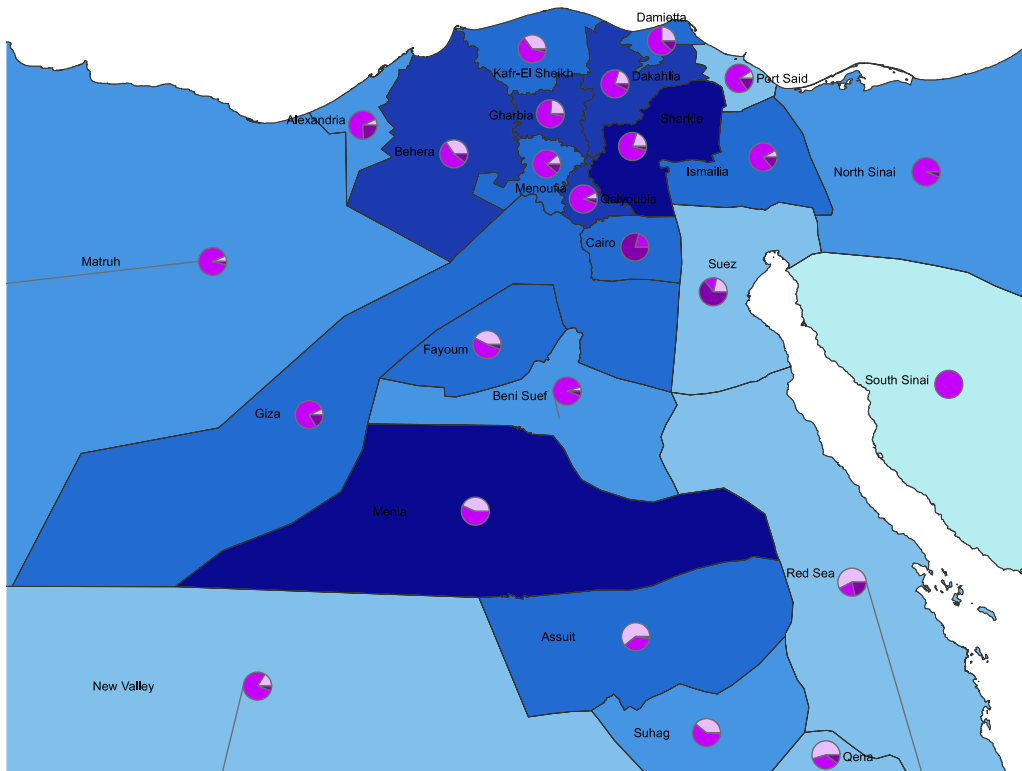 Damietta
Kafr-El Sheikh
Dakahlia
Port Said
Gharbia
Alexandria
Sharkia
Behera
Menoufia
Ismailia
North Sinai
Qalyoubia
Cairo
Matruh
Suez
Fayoum
South Sinai
Beni Suef
Giza
Menia
Red Sea
Assuit
New Valley
Suhag
Qena